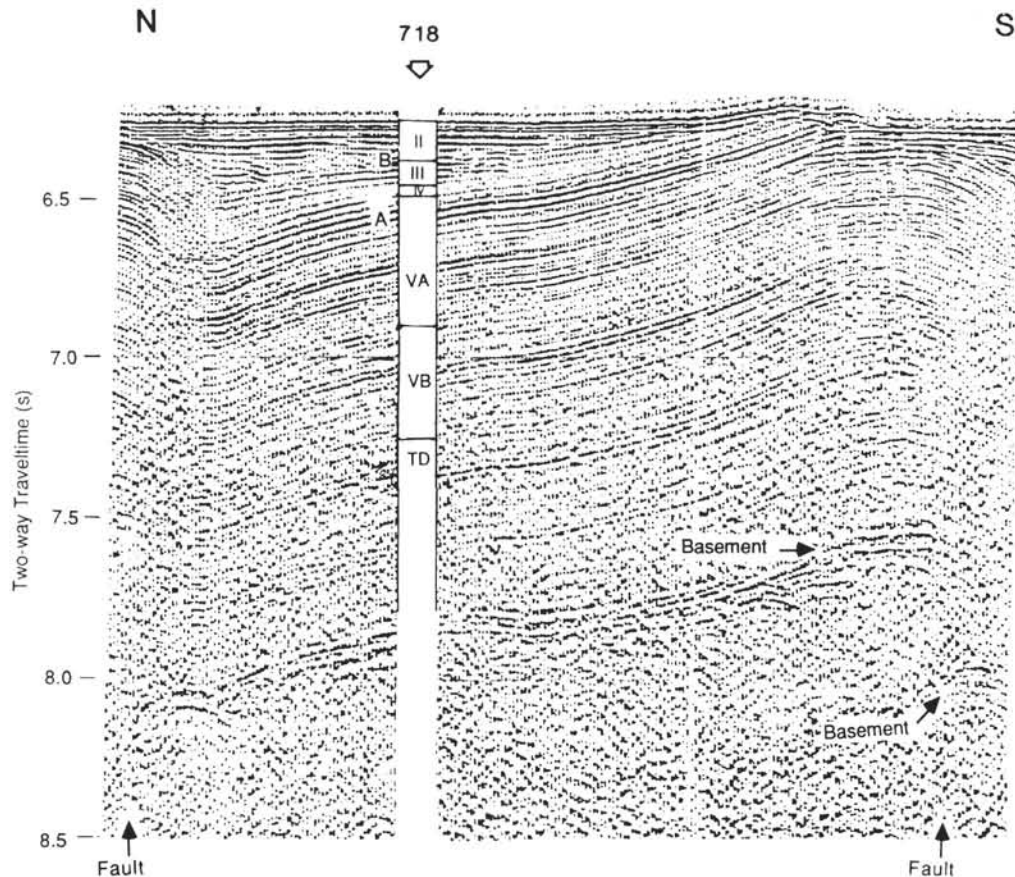 N
S
718
II
B
III
IV
6.5
A
VA
7.0
VB
TD
7.5
Basement
8.0
Basement
8.5
Fault
Fault
Two-way Traveltime (s)